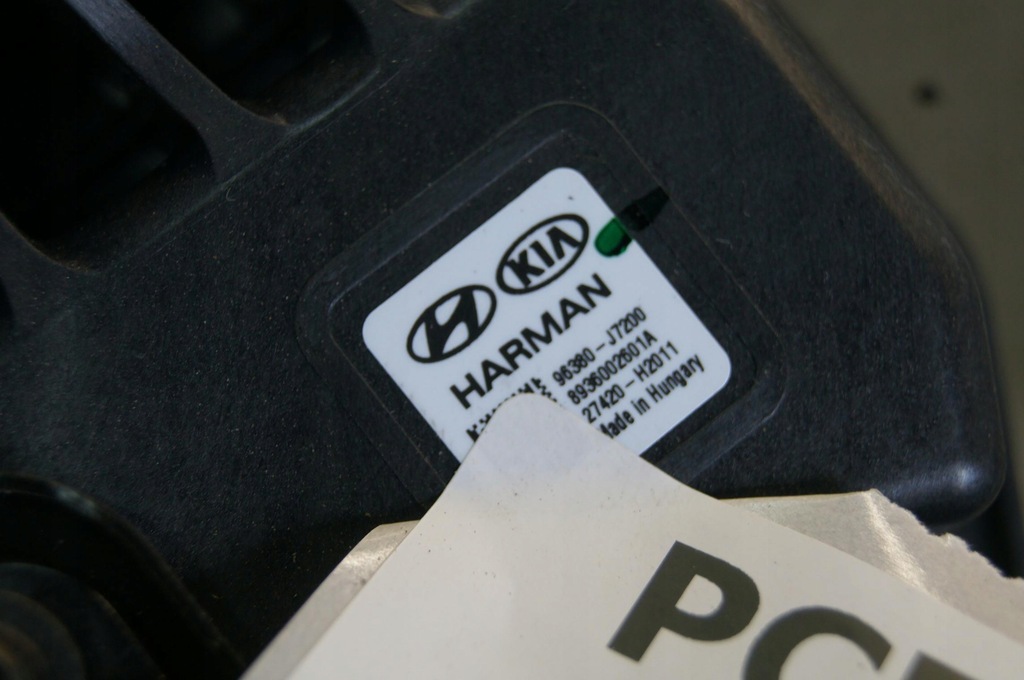 KIA
HARMAN
96380-J7200
8936002601A
27420-H2011
Made in Hungary
PC